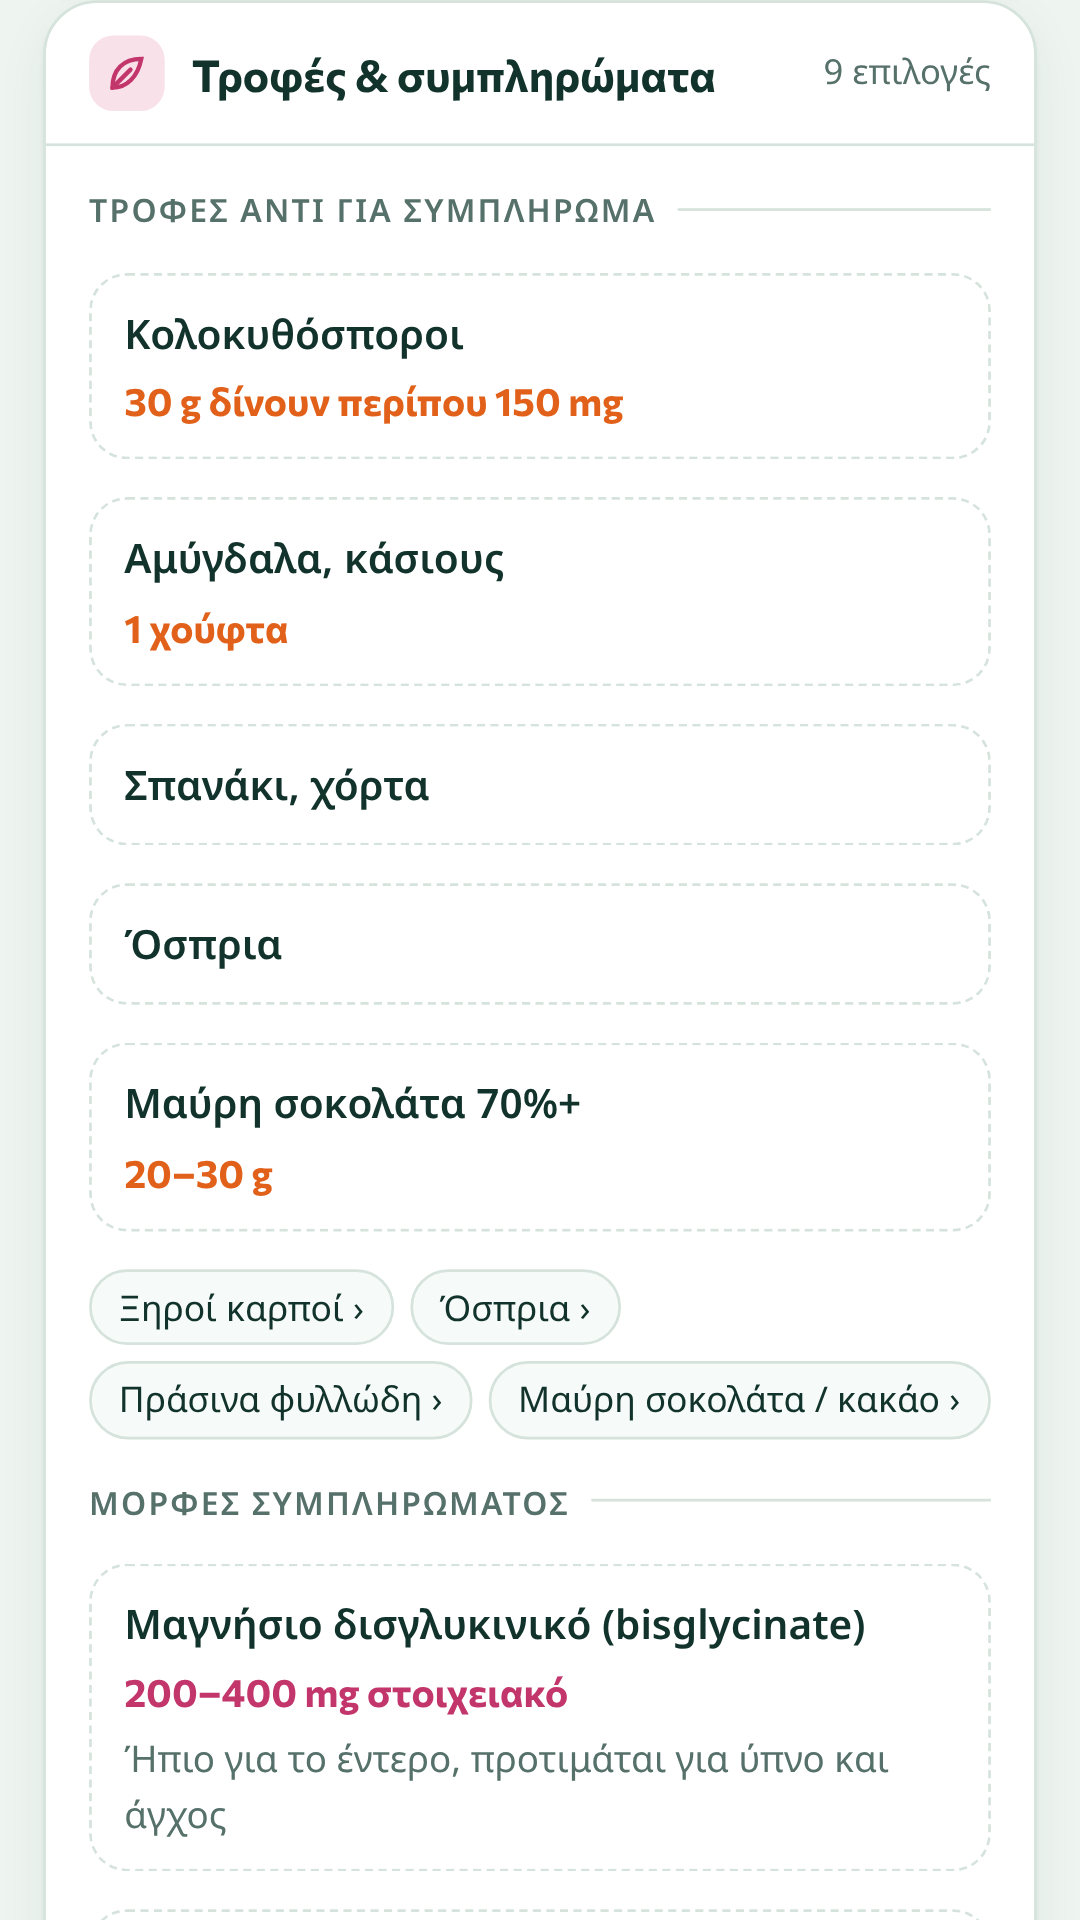 Τροφές & συμπληρώματα
9 επιλογές
ΤΡΟΦΕΣ ΑΝΤΙ ΓΙΑ ΣΥΜΠΛΗΡΩΜΑ
Κολοκυθόσποροι
30 g δίνουν περίπου 150 mg
Αμύγδαλα, κάσιους
1 χούφτα
Σπανάκι, χόρτα
Όσπρια
Μαύρη σοκολάτα 70%+
20–30 g
Ξηροί καρποί ›
Όσπρια ›
Πράσινα φυλλώδη ›
Μαύρη σοκολάτα / κακάο ›
ΜΟΡΦΕΣ ΣΥΜΠΛΗΡΩΜΑΤΟΣ
Μαγνήσιο δισγλυκινικό (bisglycinate)
200–400 mg στοιχειακό
Ήπιο για το έντερο, προτιμάται για ύπνο και
άγχος